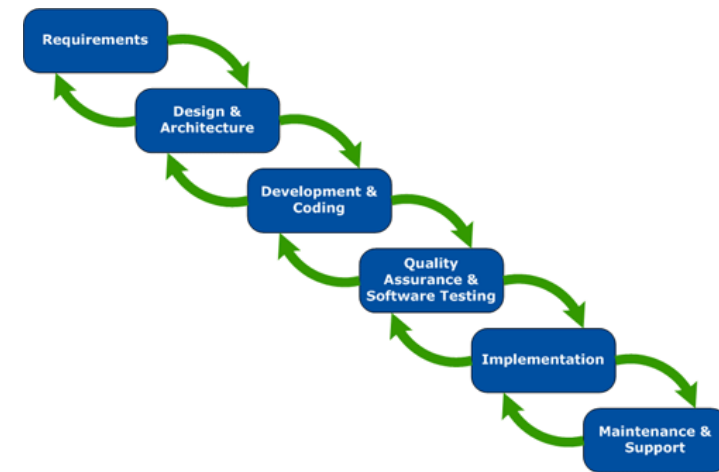 Requirements
Design &
Architecture
Development &
Coding
Quality
Assurance &
Software Testing
Implementation
Maintenance &
Support